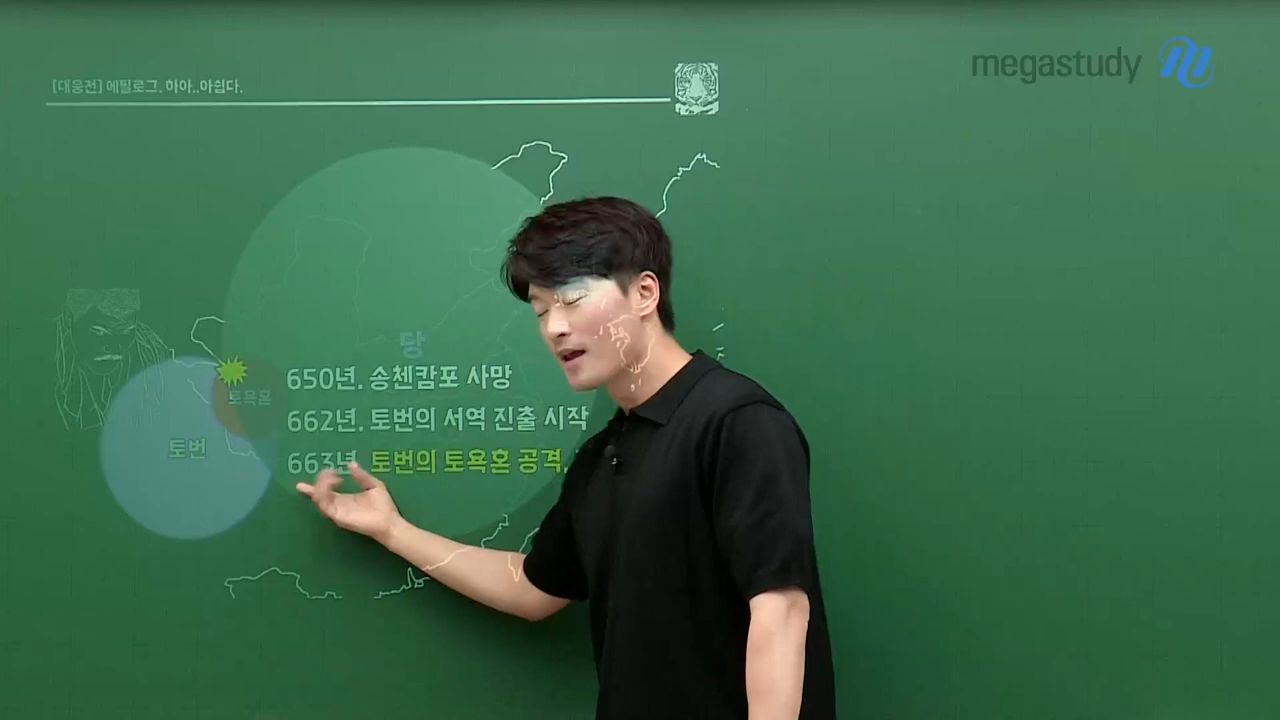 megastudy
[대웅전] 에필로그. 하아..아쉽다.
당
650년. 송첸캄포 사망
토욕혼
662년. 토번의 서역 진출 시작
토번
663년. 토번의 토욕혼 공격.